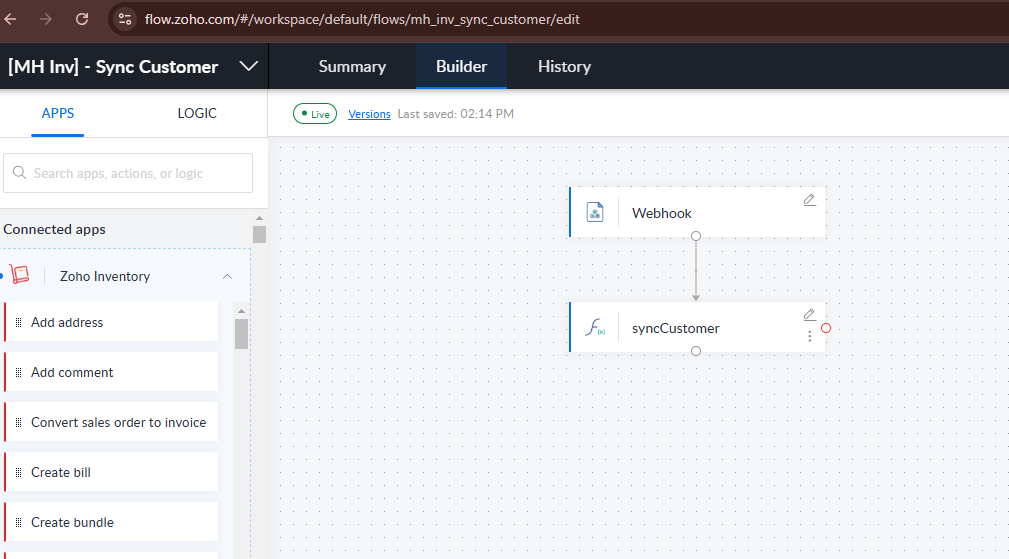 flow.zoho.com/#/workspace/default/flows/mh_inv_sync_customer/edit
[MH Inv] - Sync Customer
Summary
Builder
History
APPS
LOGIC
Live
Versions
Last saved: 02:14 PM
Search apps, actions, or logic
Connected apps
Zoho Inventory
Add address
Add comment
Convert sales order to invoice
Create bill
Create bundle
Webhook
f(x)
syncCustomer